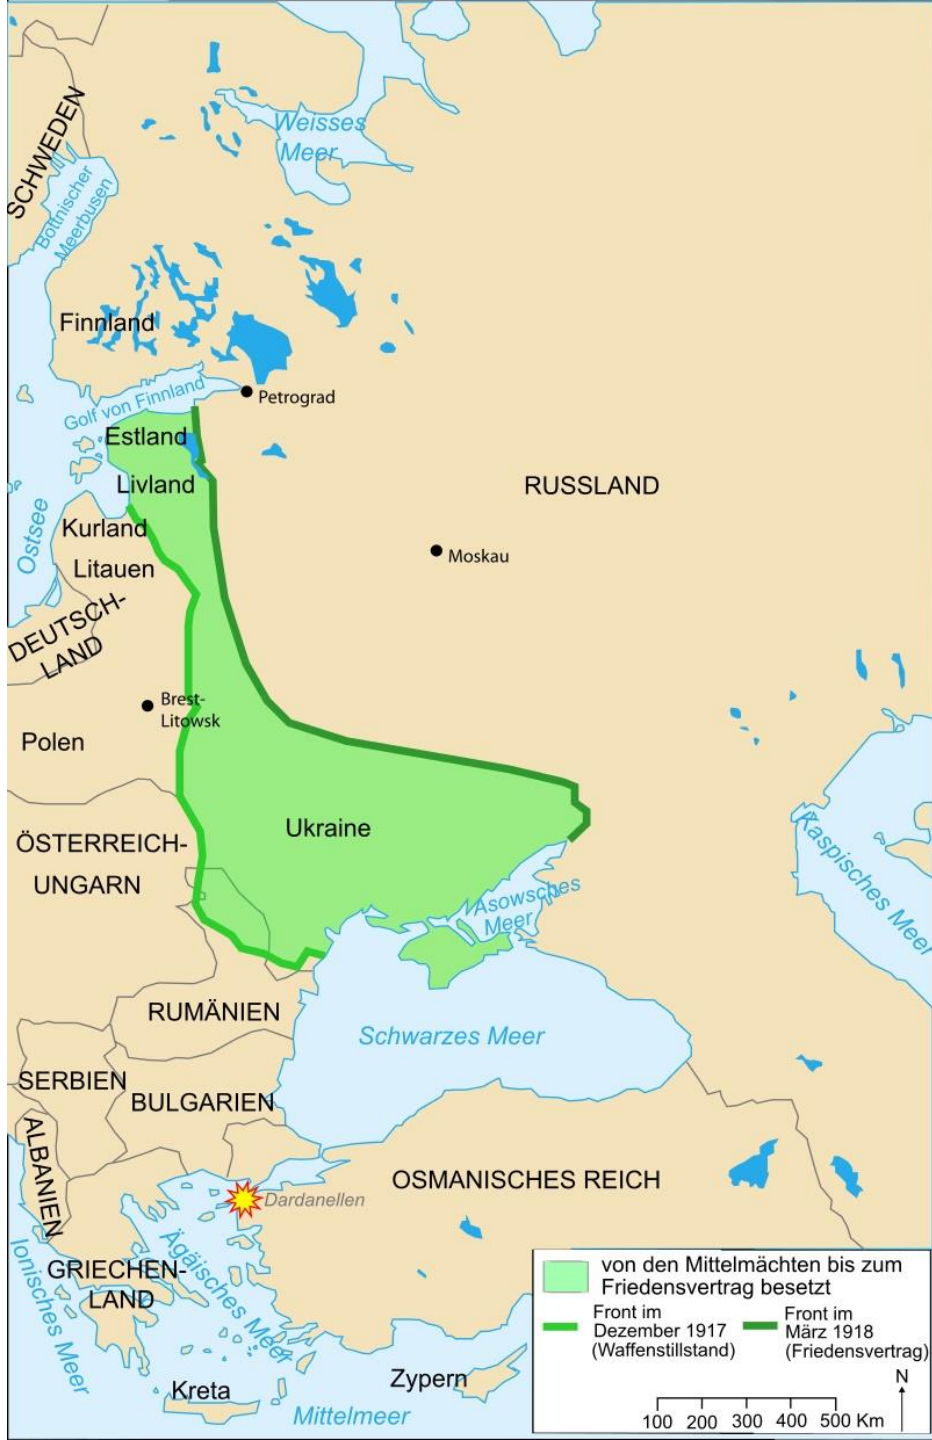 Weisses
Meer
SCHWEDEN
Bottnischer
Meerbusen
Finnland
Golf von Finnland
Petrograd
Estland
Livland
RUSSLAND
Ostsee
Kurland
Moskau
Litauen
DEUTSCH-
LAND
Brest-
Litowsk
Polen
Ukraine
ÖSTERREICH-
UNGARN
Kaspisches Meer
Asowsches
Meer
RUMÄNIEN
Schwarzes Meer
SERBIEN
BULGARIEN
ALBANIEN
OSMANISCHES REICH
Dardanellen
Ionisches Meer
Ägäisches Meer
GRIECHEN-
LAND
Zypern
Kreta
Mittelmeer
von den Mittelmächten bis zum
Friedensvertrag besetzt
Front im
Dezember 1917
(Waffenstillstand)
Front im
März 1918
(Friedensvertrag)
N
100 200 300 400 500 Km